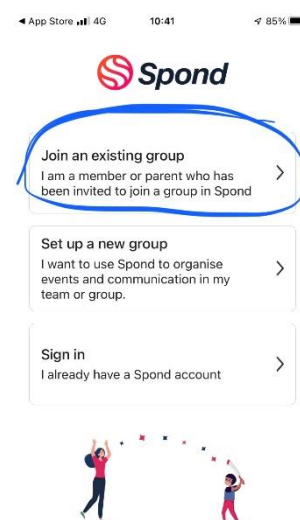 App Store 4G 10:41 85%
Spond
Join an existing group
I am a member or parent who has
been invited to join a group in Spond
Set up a new group
I want to use Spond to organise
events and communication in my
team or group.
Sign in
I already have a Spond account